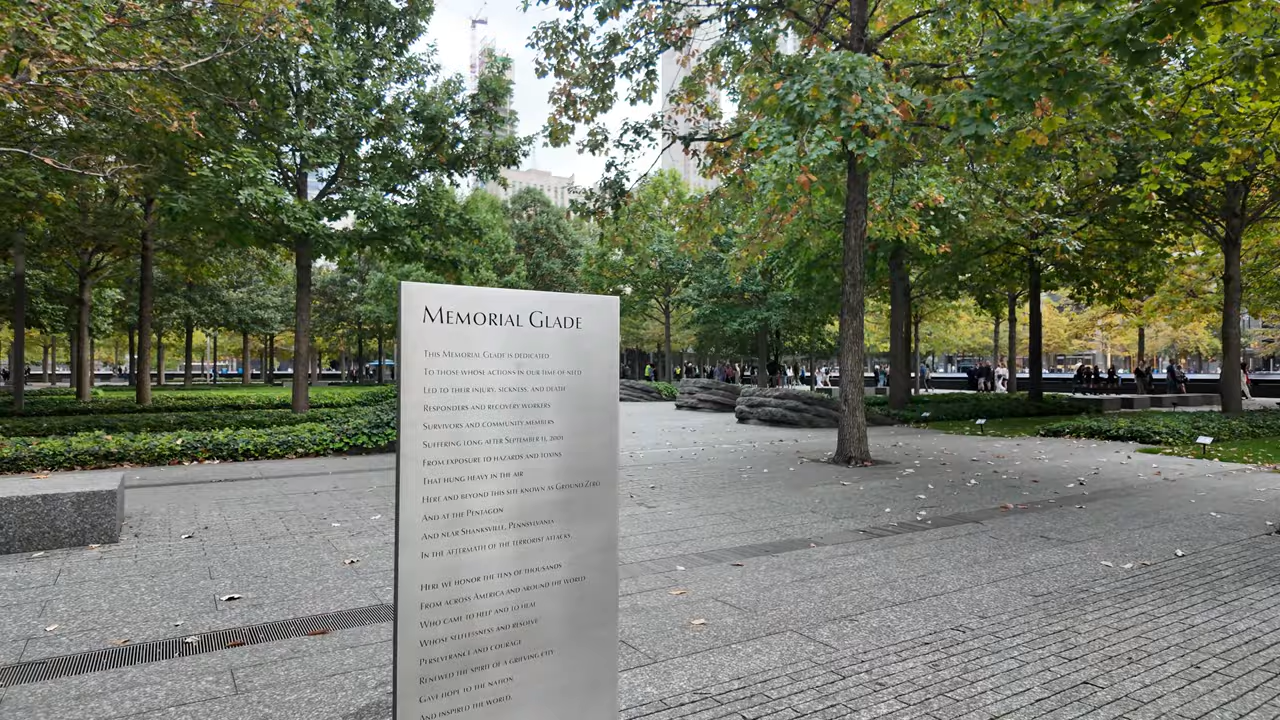 Memorial Glade
This Memorial Glade is dedicated
To those whose actions in our time of need
Led to their injury, sickness, and death
Responders and recovery workers
Survivors and community members
Suffering long after September 11, 2001
From exposure to hazards and toxins
That hung heavy in the air
Here and beyond this site known as Ground Zero
And at the Pentagon
And near Shanksville, Pennsylvania
In the aftermath of the terrorist attacks.
Here we honor the tens of thousands
From across America and around the world
Who came to help and to heal
Whose selflessness and resolve
Perseverance and courage
Renewed the spirit of a grieving city
Gave hope to the nation
And inspired the world.